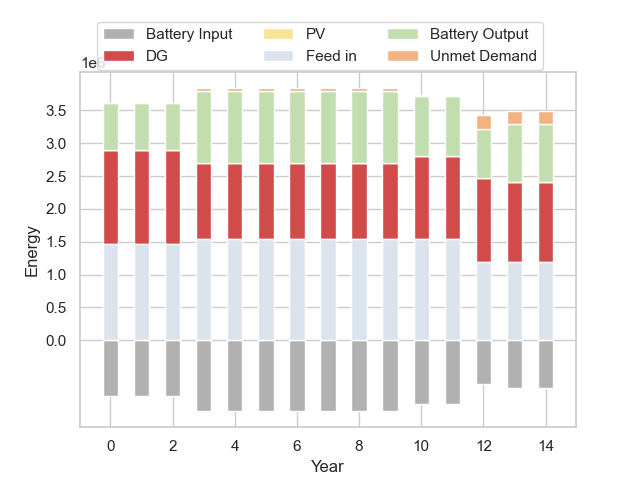 Battery Input PV Battery Output
DG Feed in Unmet Demand
1e6
3.5
3.0
2.5
2.0
1.5
1.0
0.5
0.0
Energy
0 2 4 6 8 10 12 14
Year